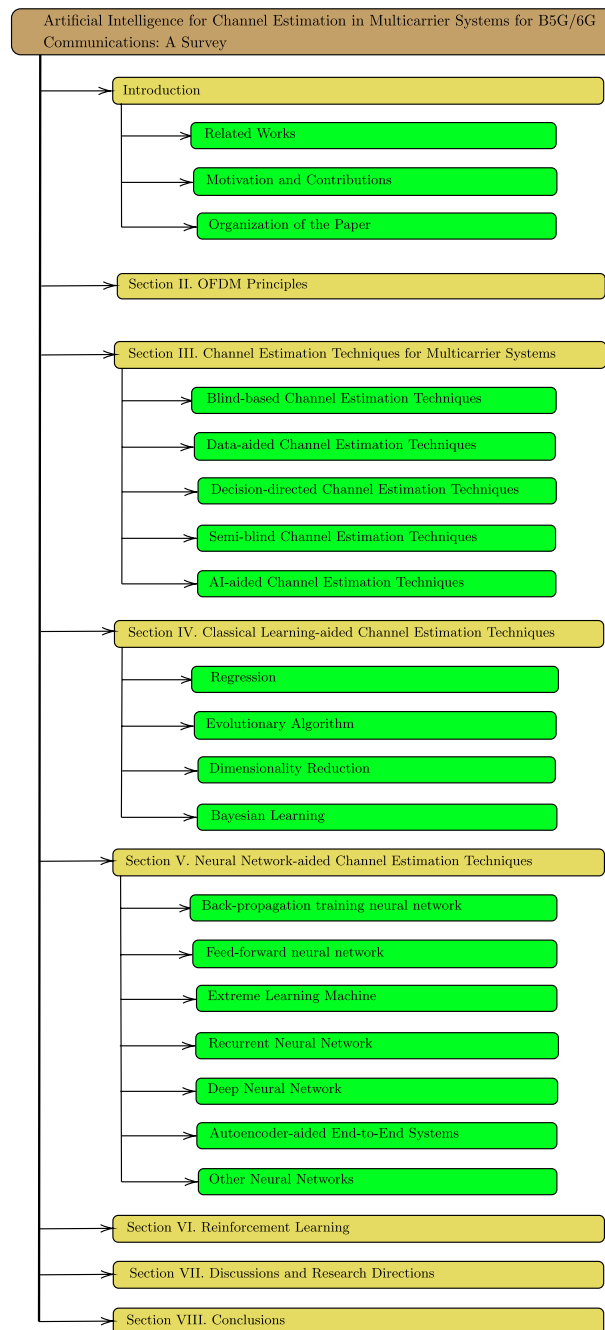 Artificial Intelligence for Channel Estimation in Multicarrier Systems for B5G/6G
Communications: A Survey
Introduction
Related Works
Motivation and Contributions
Organization of the Paper
Section II. OFDM Principles
Section III. Channel Estimation Techniques for Multicarrier Systems
Blind-based Channel Estimation Techniques
Data-aided Channel Estimation Techniques
Decision-directed Channel Estimation Techniques
Semi-blind Channel Estimation Techniques
AI-aided Channel Estimation Techniques
Section IV. Classical Learning-aided Channel Estimation Techniques
Regression
Evolutionary Algorithm
Dimensionality Reduction
Bayesian Learning
Section V. Neural Network-aided Channel Estimation Techniques
Back-propagation training neural network
Feed-forward neural network
Extreme Learning Machine
Recurrent Neural Network
Deep Neural Network
Autoencoder-aided End-to-End Systems
Other Neural Networks
Section VI. Reinforcement Learning
Section VII. Discussions and Research Directions
Section VIII. Conclusions